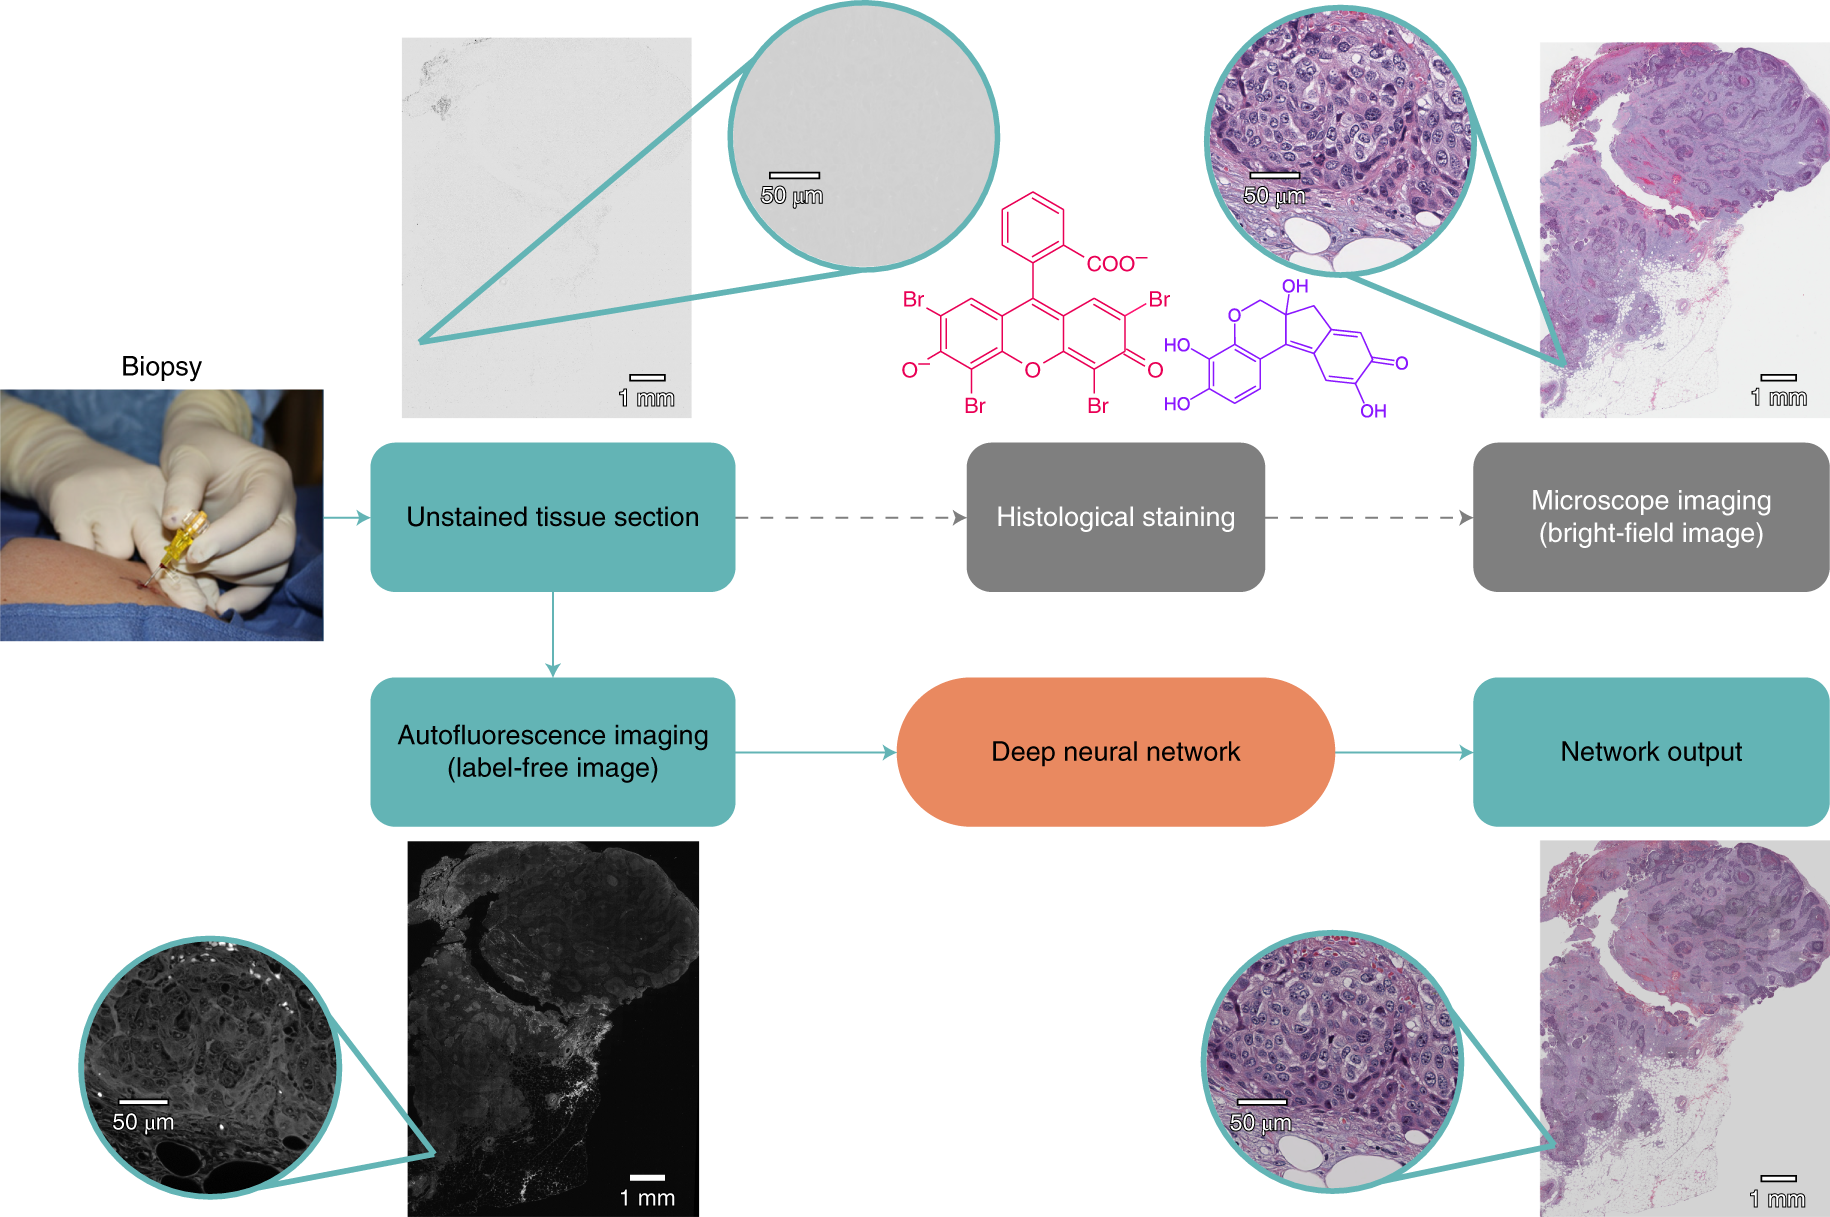 50 μm
50 μm
COO−
Br
Br
O−
O
O
Br
Br
OH
O
HO
HO
O
OH
1 mm
1 mm
Biopsy
Unstained tissue section
Histological staining
Microscope imaging
(bright-field image)
Autofluorescence imaging
(label-free image)
Deep neural network
Network output
50 μm
1 mm
50 μm
1 mm